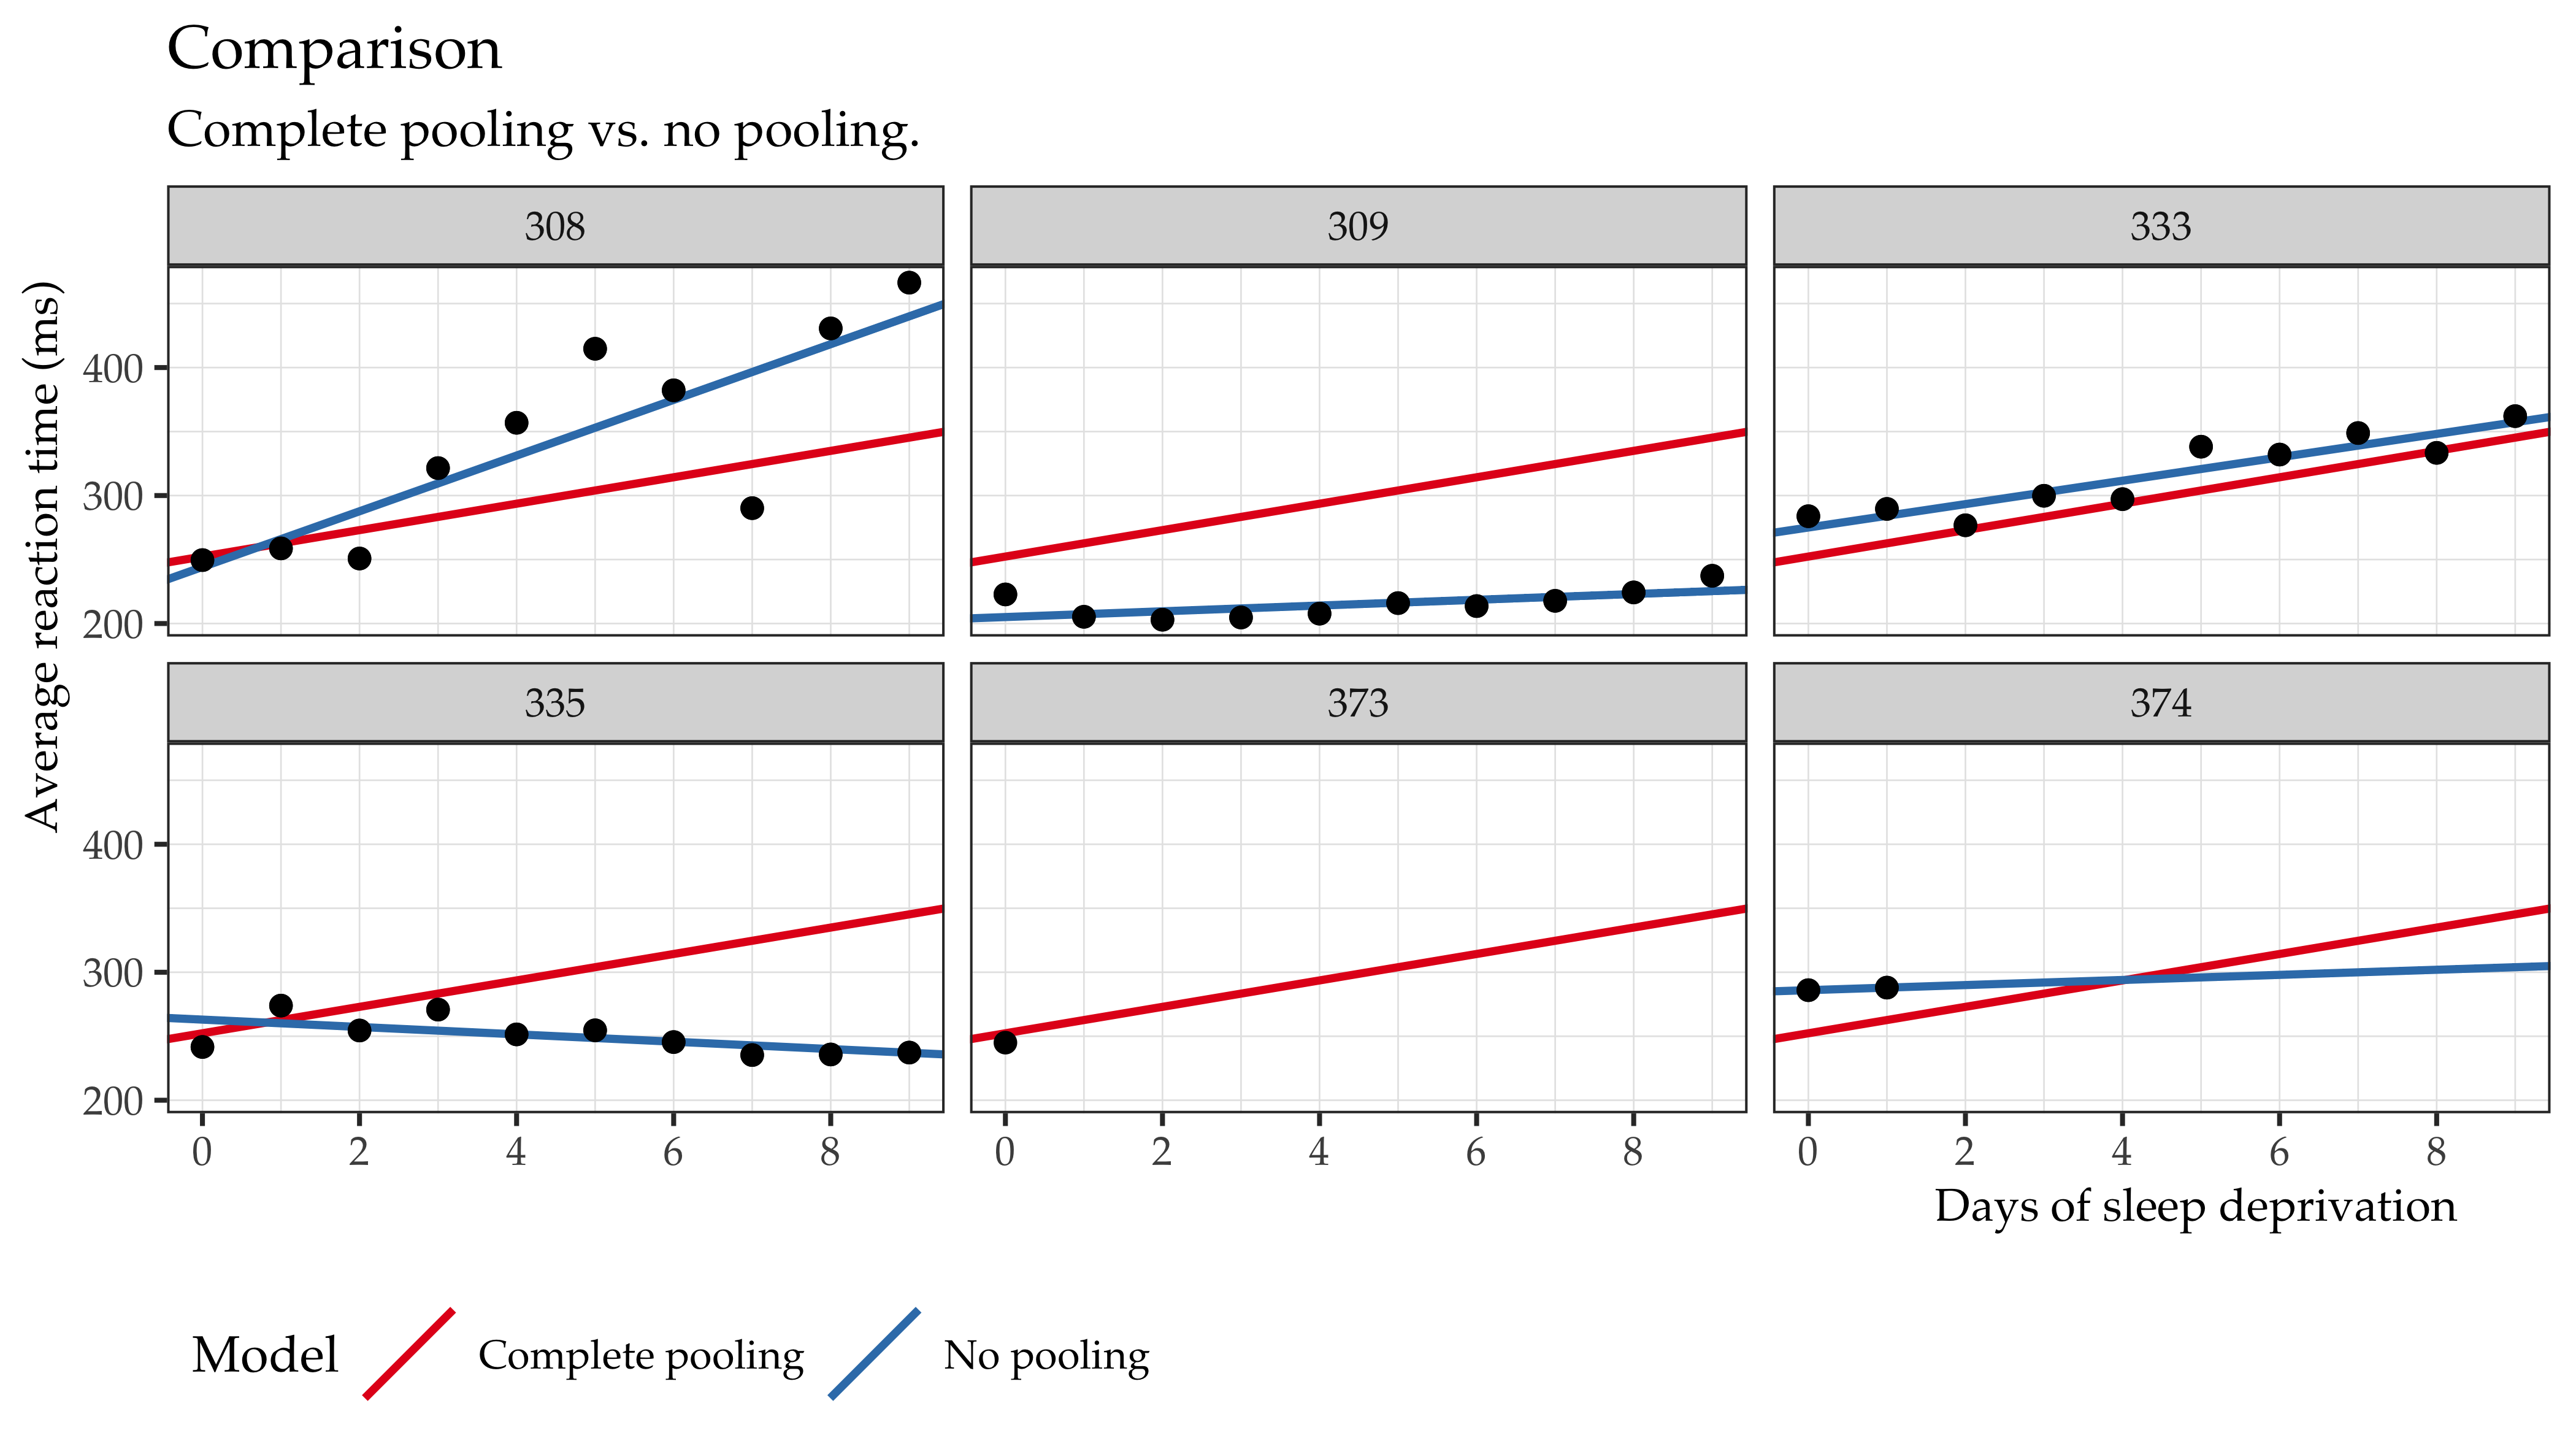 Comparison
Complete pooling vs. no pooling.
308
309
333
Average reaction time (ms)
400
300
200
335
373
374
400
300
200
0 2 4 6 8
0 2 4 6 8
0 2 4 6 8
Days of sleep deprivation
Model Complete pooling No pooling